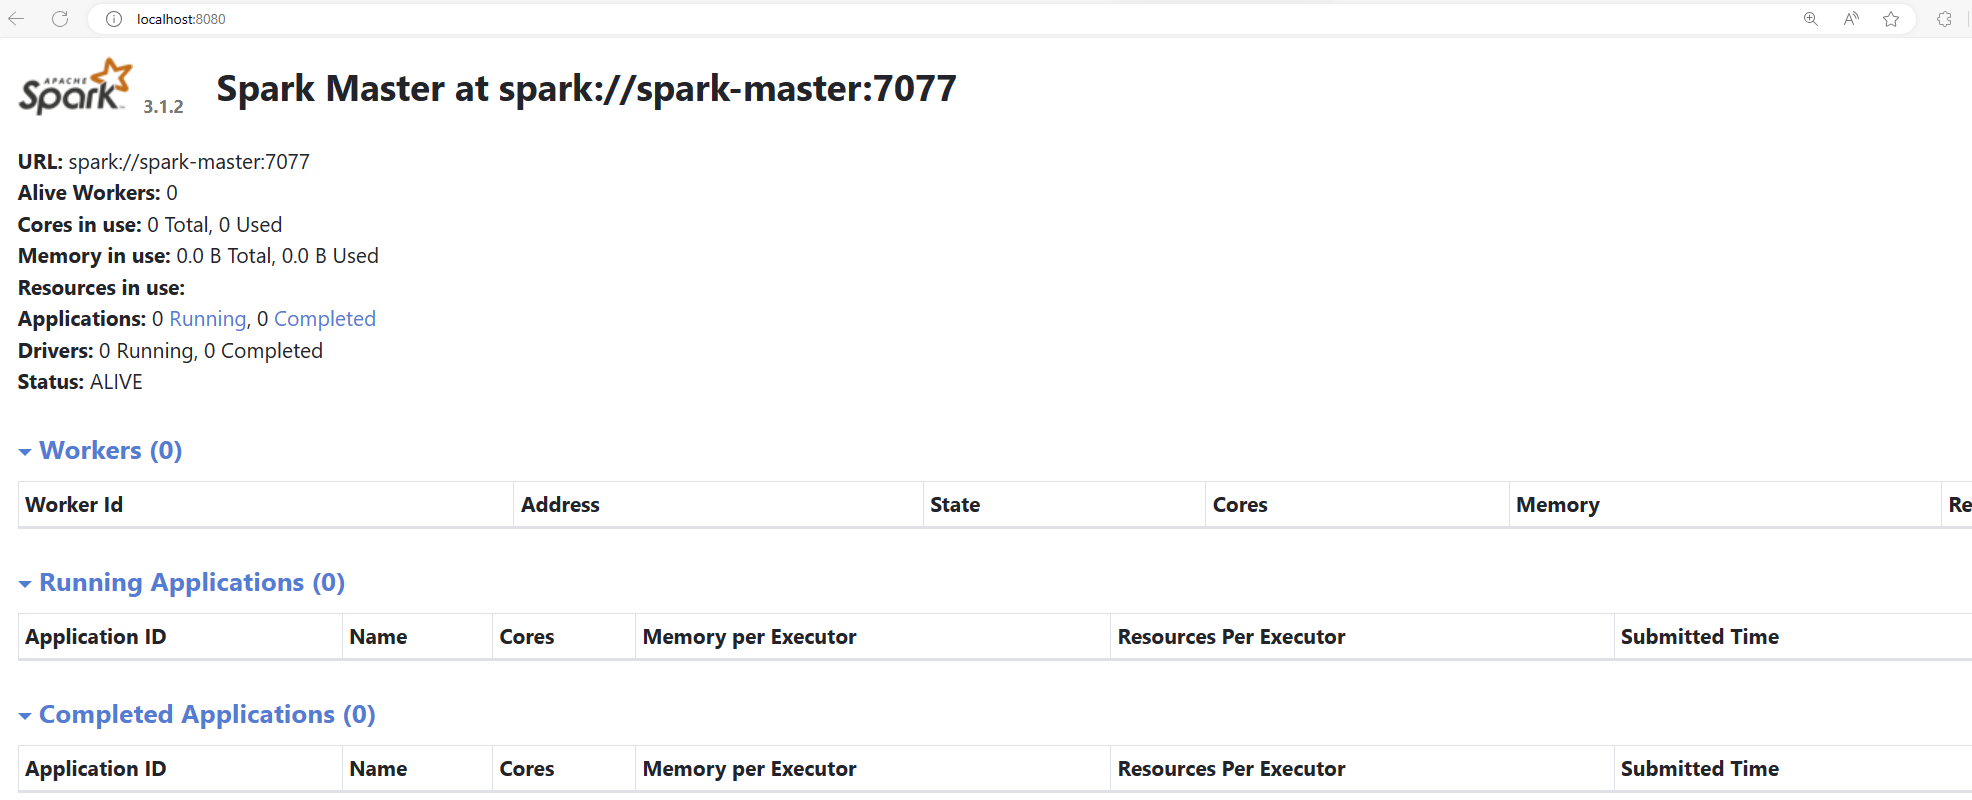 localhost:8080
APACHE
Spark™ 3.1.2 Spark Master at spark://spark-master:7077
URL: spark://spark-master:7077
Alive Workers: 0
Cores in use: 0 Total, 0 Used
Memory in use: 0.0 B Total, 0.0 B Used
Resources in use:
Applications: 0 Running, 0 Completed
Drivers: 0 Running, 0 Completed
Status: ALIVE
Workers (0)
Worker Id Address State Cores Memory Re
Running Applications (0)
Application ID Name Cores Memory per Executor Resources Per Executor Submitted Time
Completed Applications (0)
Application ID Name Cores Memory per Executor Resources Per Executor Submitted Time